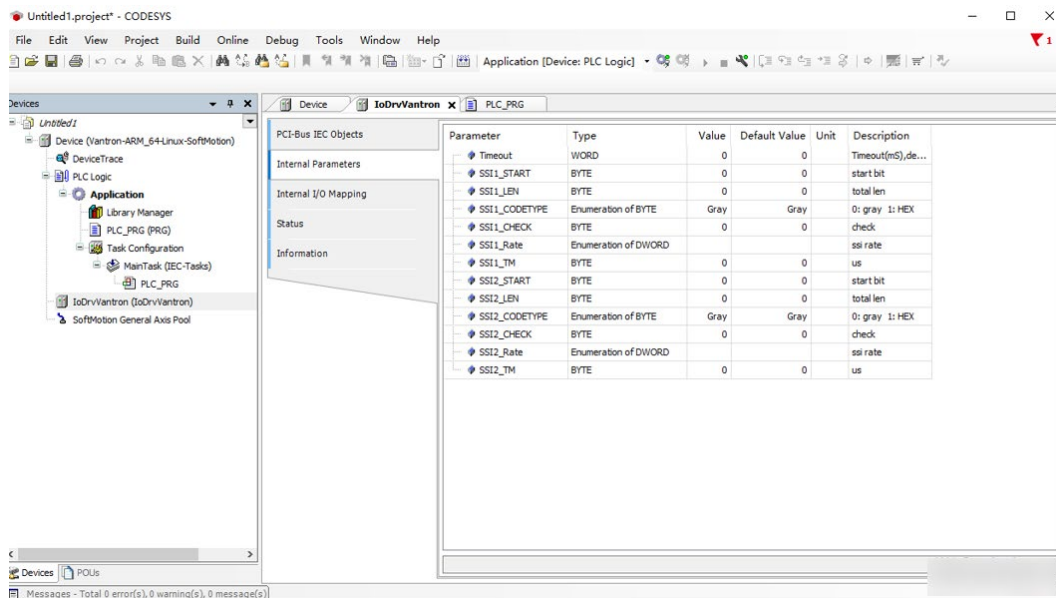 Untitled1.project* - CODESYS
File Edit View Project Build Online Debug Tools Window Help
1
Application [Device: PLC Logic]
Devices
Device
IoDrvVantron
PLC_PRG
Untitled1
Device (Vantron-ARM_64-Linux-SoftMotion)
DeviceTrace
PLC Logic
Application
Library Manager
PLC_PRG (PRG)
Task Configuration
MainTask (IEC-Tasks)
PLC_PRG
IoDrvVantron (IoDrvVantron)
SoftMotion General Axis Pool
PCI-Bus IEC Objects
Internal Parameters
Internal I/O Mapping
Status
Information
Parameter Type Value Default Value Unit Description
Timeout WORD 0 0 Timeout(mS),de...
SSI1_START BYTE 0 0 start bit
SSI1_LEN BYTE 0 0 total len
SSI1_CODETYPE Enumeration of BYTE Gray Gray 0: gray 1: HEX
SSI1_CHECK BYTE 0 0 check
SSI1_Rate Enumeration of DWORD ssi rate
SSI1_TM BYTE 0 0 us
SSI2_START BYTE 0 0 start bit
SSI2_LEN BYTE 0 0 total len
SSI2_CODETYPE Enumeration of BYTE Gray Gray 0: gray 1: HEX
SSI2_CHECK BYTE 0 0 check
SSI2_Rate Enumeration of DWORD ssi rate
SSI2_TM BYTE 0 0 us
Devices POUs
Messages - Total 0 error(s), 0 warning(s), 0 message(s)